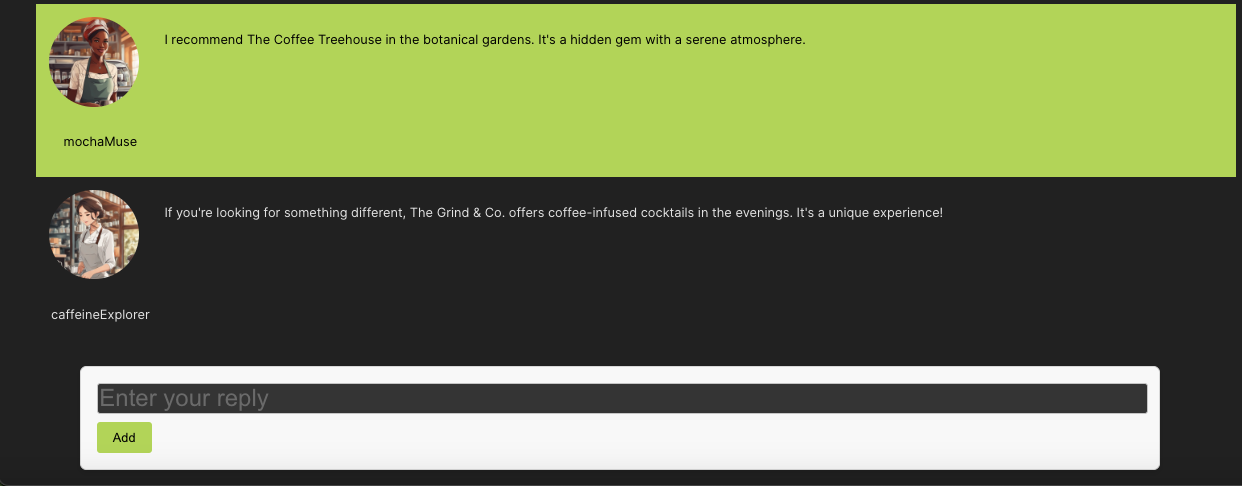 I recommend The Coffee Treehouse in the botanical gardens. It's a hidden gem with a serene atmosphere.
mochaMuse
If you're looking for something different, The Grind & Co. offers coffee-infused cocktails in the evenings. It's a unique experience!
caffeineExplorer
Enter your reply
Add